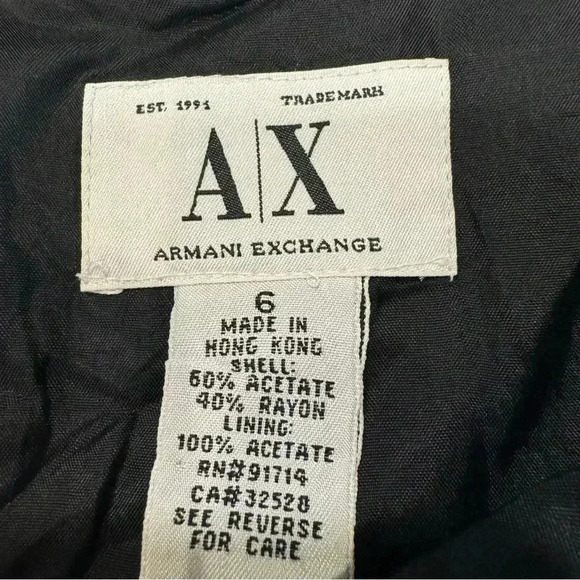 EST. 1991 TRADEMARK
A|X
ARMANI EXCHANGE
6
MADE IN
HONG KONG
SHELL:
60% ACETATE
40% RAYON
LINING:
100% ACETATE
RN#91714
CA#32528
SEE REVERSE
FOR CARE